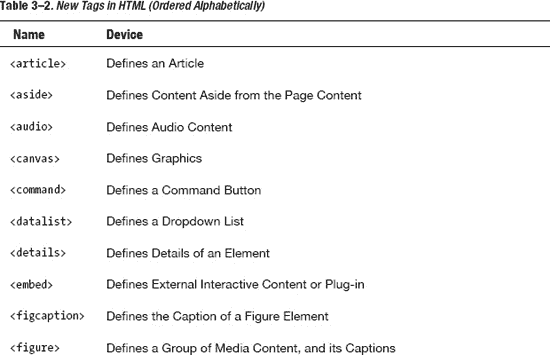 Table 3–2. New Tags in HTML (Ordered Alphabetically)
Name Device
<article> Defines an Article
<aside> Defines Content Aside from the Page Content
<audio> Defines Audio Content
<canvas> Defines Graphics
<command> Defines a Command Button
<datalist> Defines a Dropdown List
<details> Defines Details of an Element
<embed> Defines External Interactive Content or Plug-in
<figcaption> Defines the Caption of a Figure Element
<figure> Defines a Group of Media Content, and its Captions